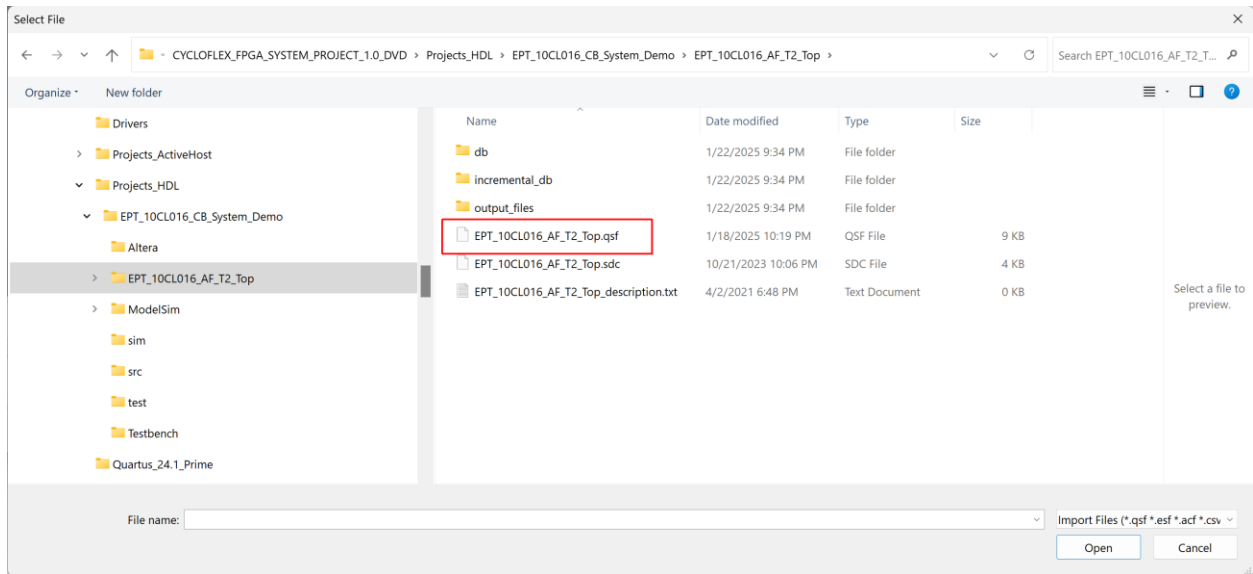 Select File
CYCLOFLEX_FPGA_SYSTEM_PROJECT_1.0_DVD > Projects_HDL > EPT_10CL016_CB_System_Demo > EPT_10CL016_AF_T2_Top >
Search EPT_10CL016_AF_T2_T...
Organize
New folder
Drivers
Projects_ActiveHost
Projects_HDL
EPT_10CL016_CB_System_Demo
Altera
EPT_10CL016_AF_T2_Top
ModelSim
sim
src
test
Testbench
Quartus_24.1_Prime
Name Date modified Type Size
db 1/22/2025 9:34 PM File folder
incremental_db 1/22/2025 9:34 PM File folder
output_files 1/22/2025 9:34 PM File folder
EPT_10CL016_AF_T2_Top.qsf 1/18/2025 10:19 PM QSF File 9 KB
EPT_10CL016_AF_T2_Top.sdc 10/21/2023 10:06 PM SDC File 4 KB
EPT_10CL016_AF_T2_Top_description.txt 4/2/2021 6:48 PM Text Document 0 KB
Select a file to
preview.
File name:
Import Files (*.qsf *.esf *.acf *.csv
Open
Cancel